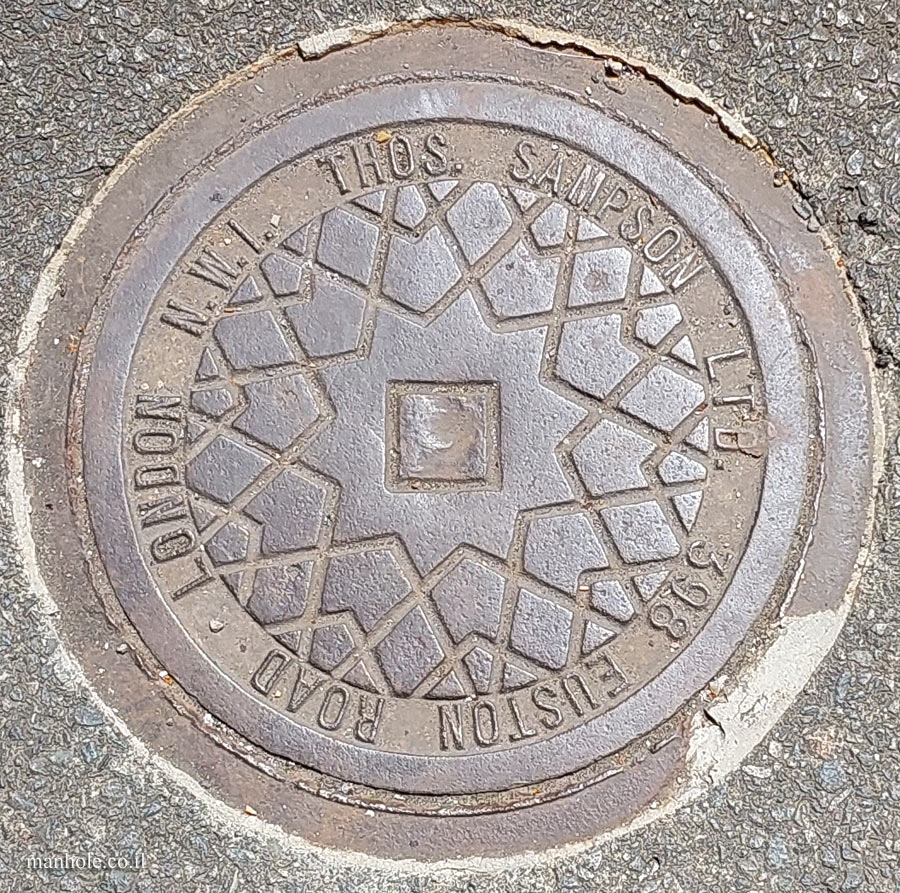 THOS. SAMPSON LTD. 398 EUSTON ROAD LONDON N.W.1.
manhole.co.il